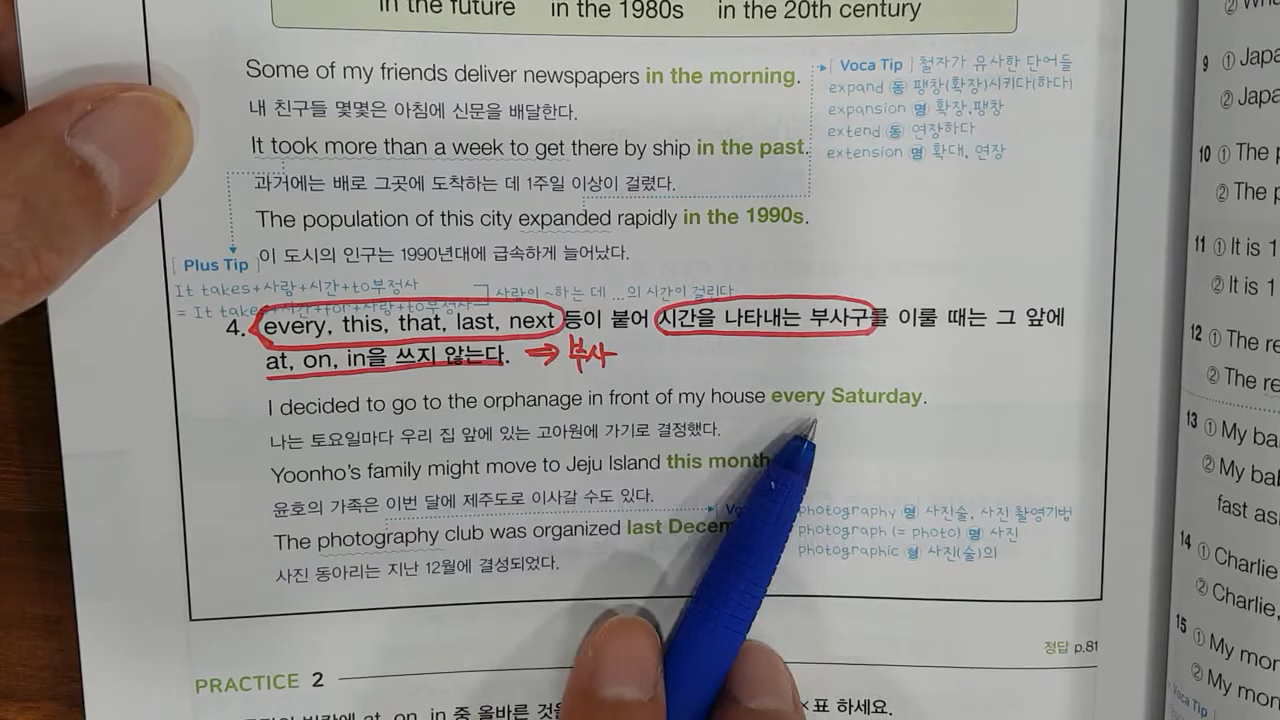 in the future in the 1980s in the 20th century
Some of my friends deliver newspapers in the morning.
내 친구들 몇몇은 아침에 신문을 배달한다.
It took more than a week to get there by ship in the past.
과거에는 배로 그곳에 도착하는 데 1주일 이상이 걸렸다.
The population of this city expanded rapidly in the 1990s.
이 도시의 인구는 1990년대에 급속하게 늘어났다.
[ Voca Tip ] 철자가 유사한 단어들
expand 동 팽창(확장)시키다(하다)
expansion 명 확장, 팽창
extend 동 연장하다
extension 명 확대, 연장
[ Plus Tip ]
It takes+사람+시간+to부정사
= It takes+시간+for+사람+to부정사
사람이 ~하는 데 …의 시간이 걸린다
4. every, this, that, last, next 등이 붙어 시간을 나타내는 부사구를 이룰 때는 그 앞에
at, on, in을 쓰지 않는다. ⇒ 부사
I decided to go to the orphanage in front of my house every Saturday.
나는 토요일마다 우리 집 앞에 있는 고아원에 가기로 결정했다.
Yoonho's family might move to Jeju Island this month
윤호의 가족은 이번 달에 제주도로 이사갈 수도 있다.
The photography club was organized last Decem
사진 동아리는 지난 12월에 결성되었다.
photography 명 사진술, 사진 촬영기법
photograph (= photo) 명 사진
photographic 형 사진(술)의
정답 p.81
PRACTICE 2
at, on, in 중 올바른 것을
표 하세요.
9 ① Japa
② Japa
10 ① The p
② The p
11 ① It is 1
② It is 1
12 ① The re
② The re
13 ① My ba
② My bab
fast as
14 ① Charlie
② Charlie,
15 ① My mor
② My mom
Voca Tip